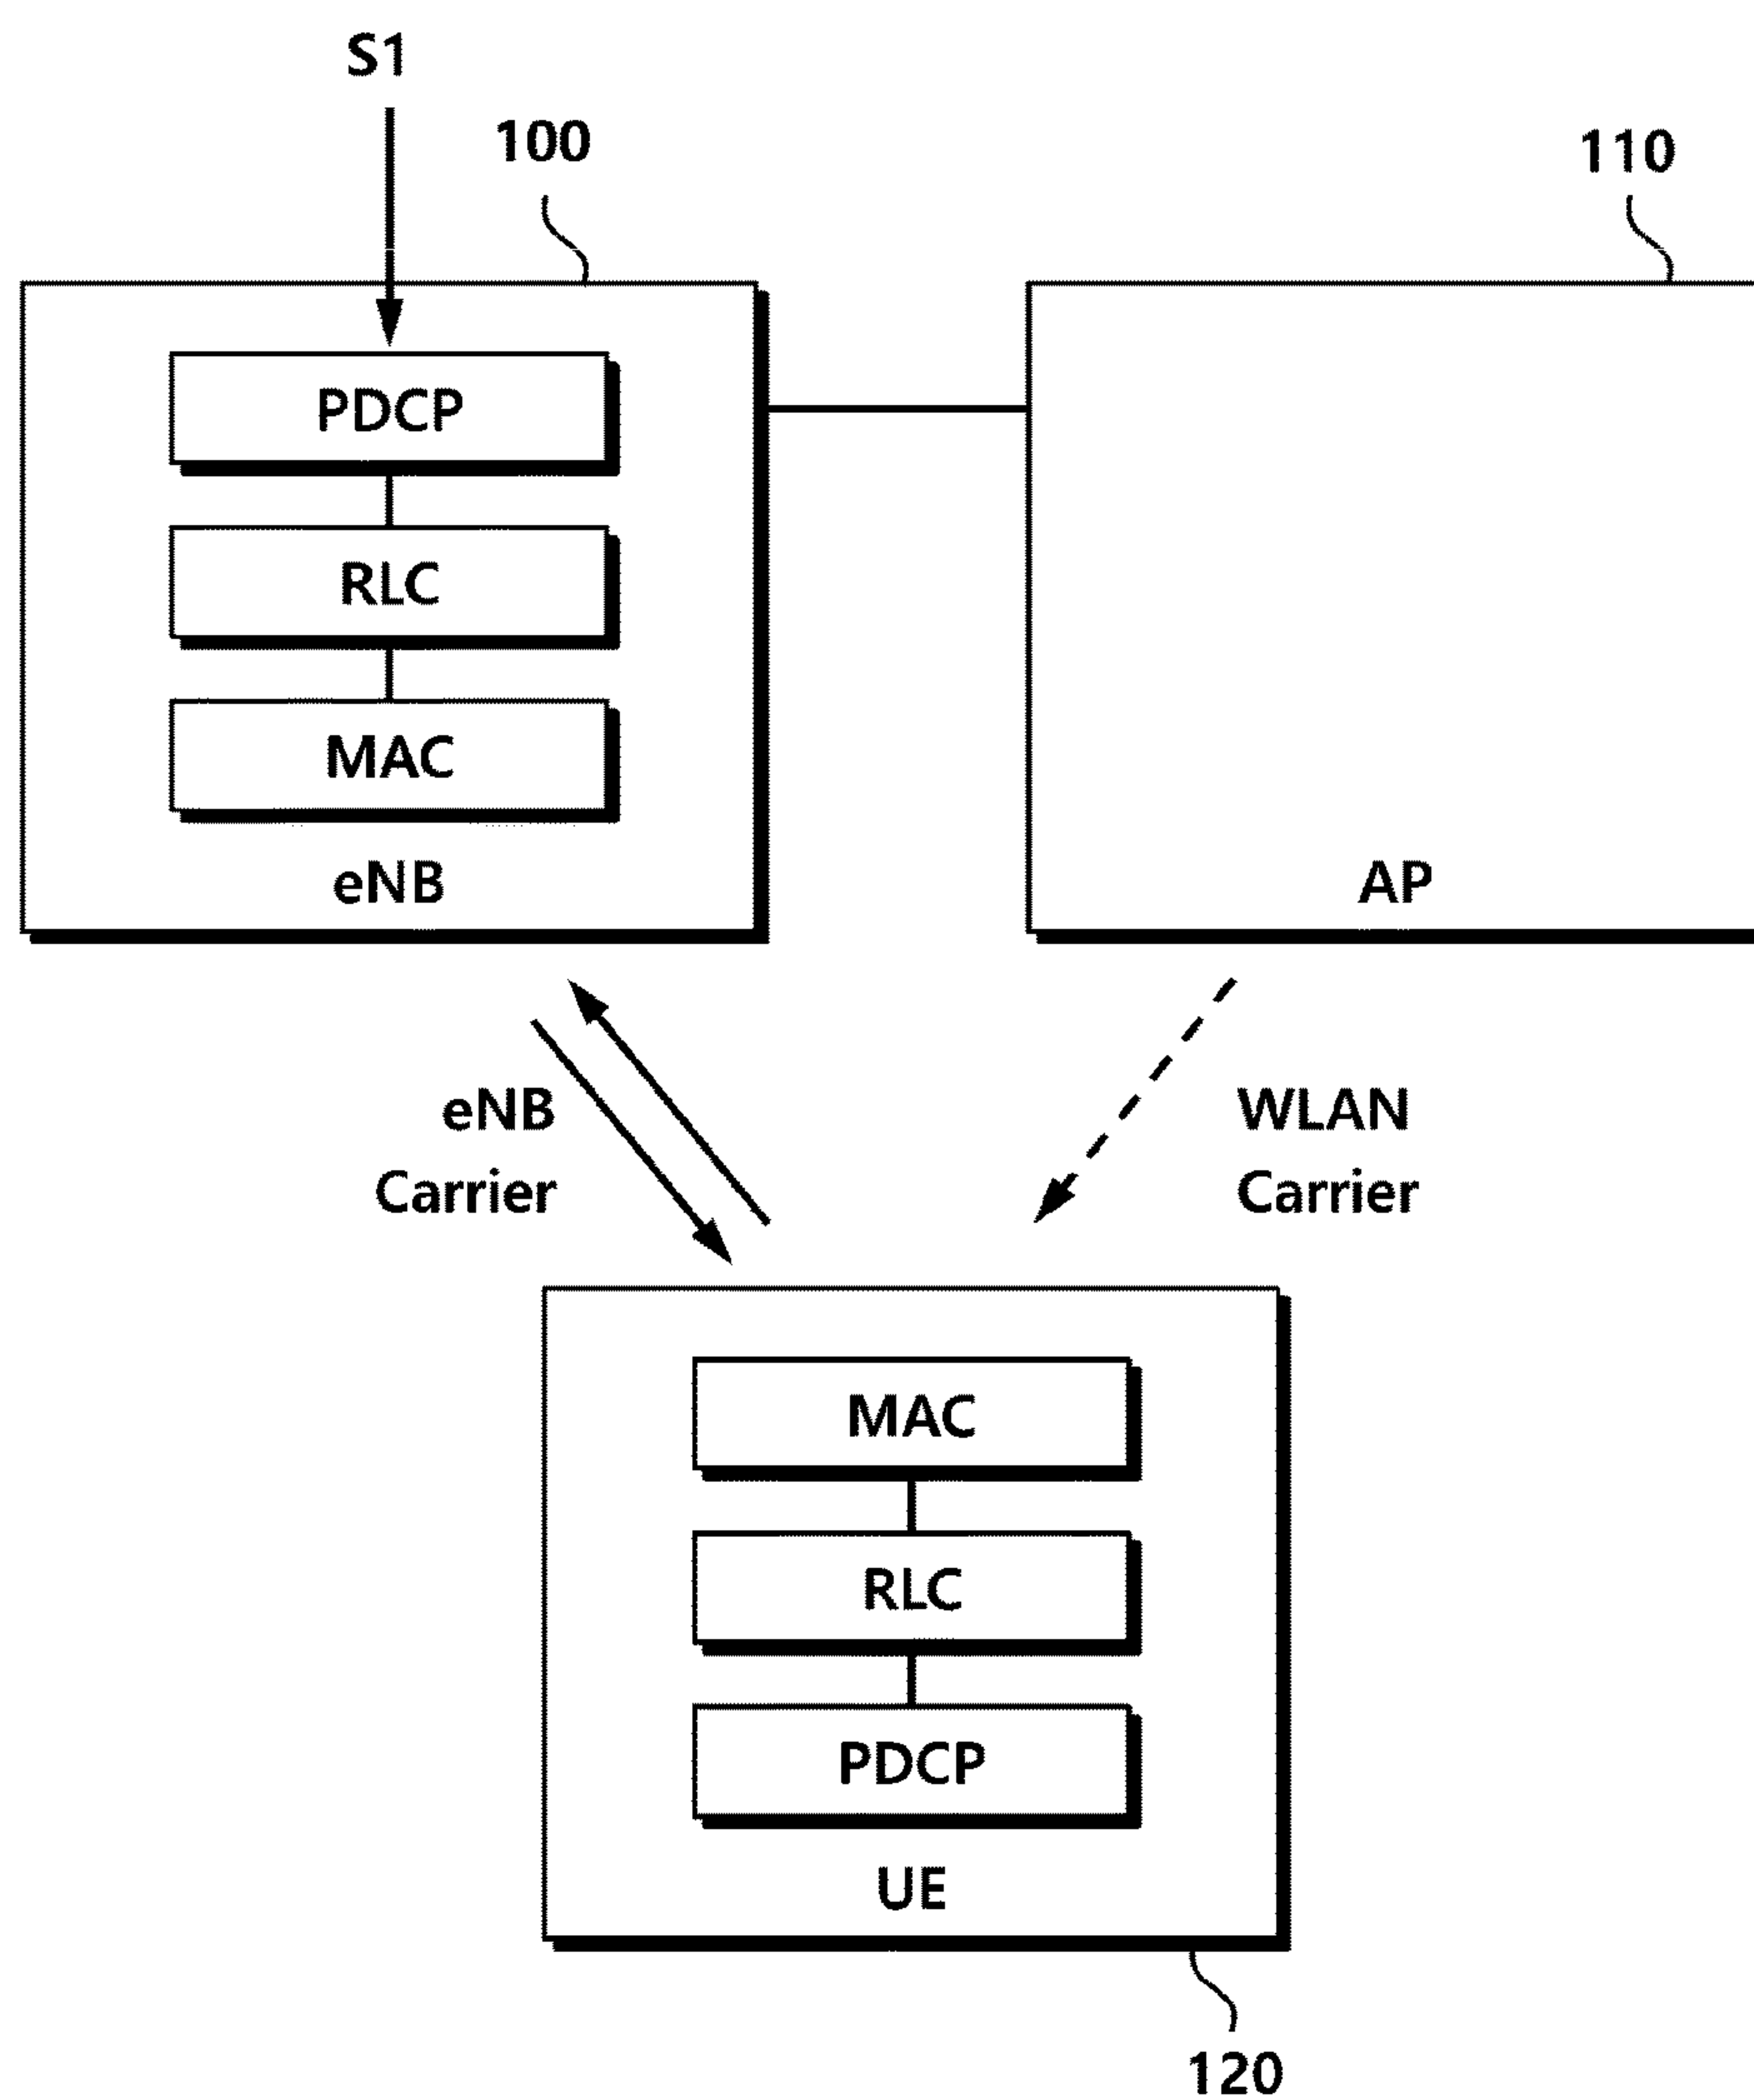 S1
100
110
PDCP
RLC
MAC
eNB
AP
eNB
Carrier
WLAN
Carrier
MAC
RLC
PDCP
UE
120